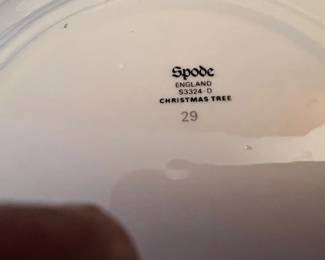 Spode
ENGLAND
S3324-D
CHRISTMAS TREE
29